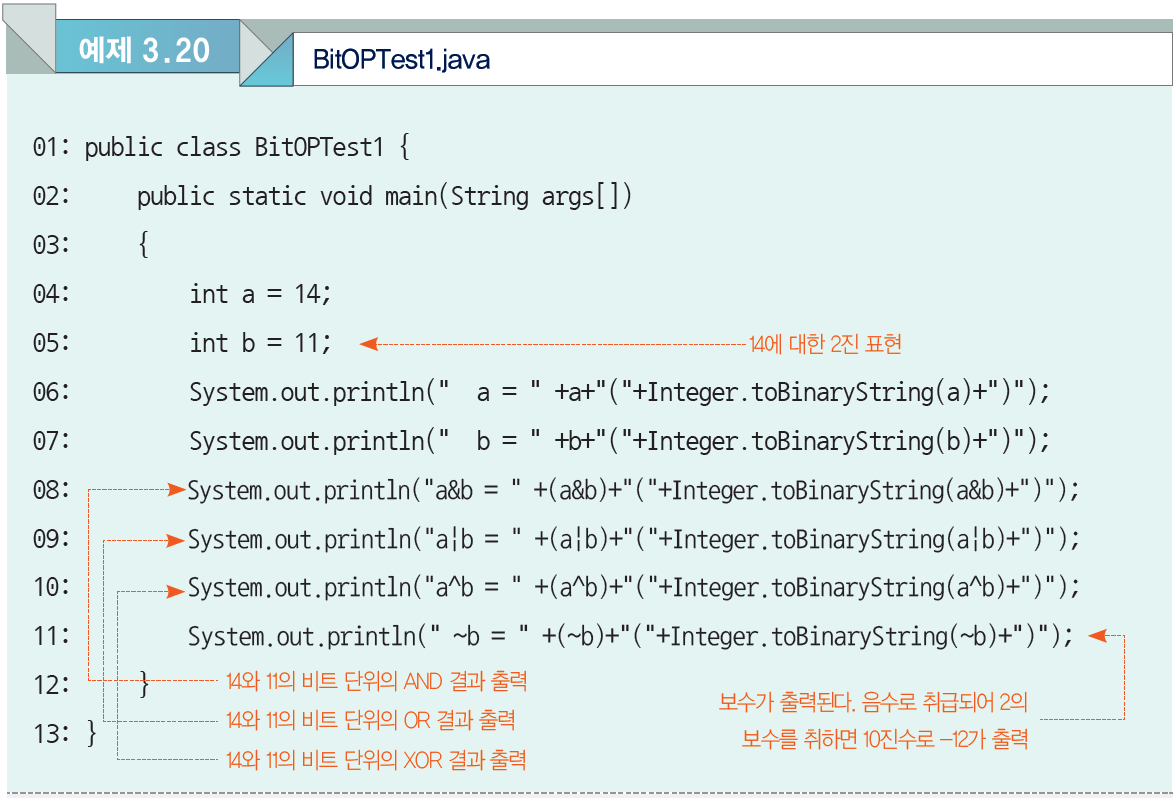 예제 3.20
BitOPTest1.java
01: public class BitOPTest1 {
02: public static void main(String args[])
03: {
04: int a = 14;
05: int b = 11; 14에 대한 2진 표현
06: System.out.println("  a = " +a+"("+Integer.toBinaryString(a)+")");
07: System.out.println("  b = " +b+"("+Integer.toBinaryString(b)+")");
08: System.out.println("a&b = " +(a&b)+"("+Integer.toBinaryString(a&b)+")");
09: System.out.println("a¦b = " +(a¦b)+"("+Integer.toBinaryString(a¦b)+")");
10: System.out.println("a^b = " +(a^b)+"("+Integer.toBinaryString(a^b)+")");
11: System.out.println(" ~b = " +(~b)+"("+Integer.toBinaryString(~b)+")");
12: }
13: }
14와 11의 비트 단위의 AND 결과 출력
14와 11의 비트 단위의 OR 결과 출력
14와 11의 비트 단위의 XOR 결과 출력
보수가 출력된다. 음수로 취급되어 2의
보수를 취하면 10진수로 -12가 출력